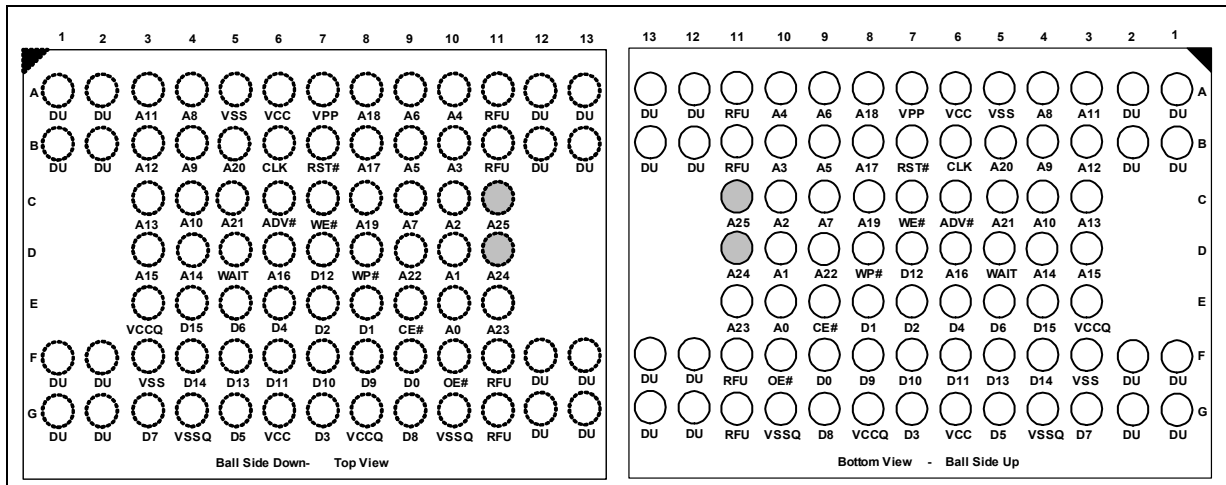 1 2 3 4 5 6 7 8 9 10 11 12 13
A
DU DU A11 A8 VSS VCC VPP A18 A6 A4 RFU DU DU
B
DU DU A12 A9 A20 CLK RST# A17 A5 A3 RFU DU DU
C
A13 A10 A21 ADV# WE# A19 A7 A2 A25
D
A15 A14 WAIT A16 D12 WP# A22 A1 A24
E
VCCQ D15 D6 D4 D2 D1 CE# A0 A23
F
DU DU VSS D14 D13 D11 D10 D9 D0 OE# RFU DU DU
G
DU DU D7 VSSQ D5 VCC D3 VCCQ D8 VSSQ RFU DU DU
Ball Side Down- Top View
13 12 11 10 9 8 7 6 5 4 3 2 1
A
DU DU RFU A4 A6 A18 VPP VCC VSS A8 A11 DU DU
B
DU DU RFU A3 A5 A17 RST# CLK A20 A9 A12 DU DU
C
A25 A2 A7 A19 WE# ADV# A21 A10 A13
D
A24 A1 A22 WP# D12 A16 WAIT A14 A15
E
A23 A0 CE# D1 D2 D4 D6 D15 VCCQ
F
DU DU RFU OE# D0 D9 D10 D11 D13 D14 VSS DU DU
G
DU DU RFU VSSQ D8 VCCQ D3 VCC D5 VSSQ D7 DU DU
Bottom View - Ball Side Up